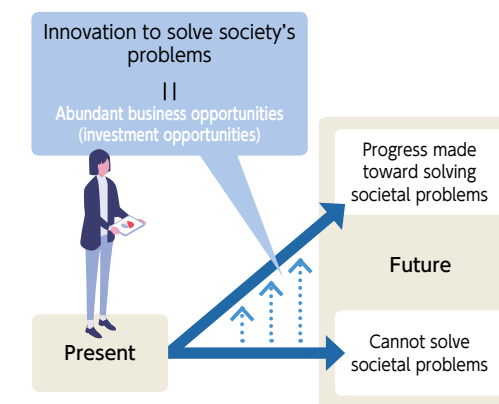 Innovation to solve society's
problems
||
Abundant business opportunities
(investment opportunities)
Progress made
toward solving
societal problems
Future
Present
Cannot solve
societal problems